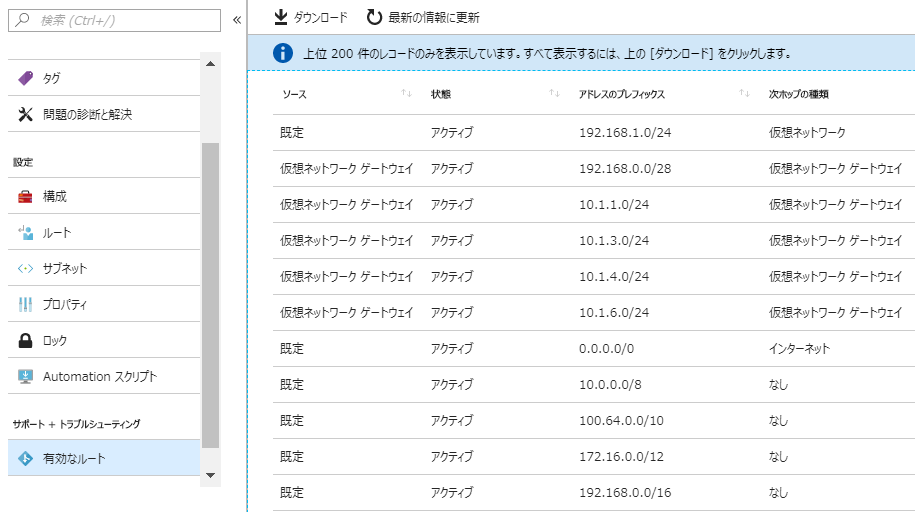 検索 (Ctrl+/)
«
タグ
問題の診断と解決
設定
構成
ルート
サブネット
プロパティ
ロック
Automation スクリプト
サポート + トラブルシューティング
有効なルート
ダウンロード 最新の情報に更新
上位 200 件のレコードのみを表示しています。すべて表示するには、上の [ダウンロード] をクリックします。
ソース ↑↓ 状態 ↑↓ アドレスのプレフィックス ↑↓ 次ホップの種類
既定 アクティブ 192.168.1.0/24 仮想ネットワーク
仮想ネットワーク ゲートウェイ アクティブ 192.168.0.0/28 仮想ネットワーク ゲートウェイ
仮想ネットワーク ゲートウェイ アクティブ 10.1.1.0/24 仮想ネットワーク ゲートウェイ
仮想ネットワーク ゲートウェイ アクティブ 10.1.3.0/24 仮想ネットワーク ゲートウェイ
仮想ネットワーク ゲートウェイ アクティブ 10.1.4.0/24 仮想ネットワーク ゲートウェイ
仮想ネットワーク ゲートウェイ アクティブ 10.1.6.0/24 仮想ネットワーク ゲートウェイ
既定 アクティブ 0.0.0.0/0 インターネット
既定 アクティブ 10.0.0.0/8 なし
既定 アクティブ 100.64.0.0/10 なし
既定 アクティブ 172.16.0.0/12 なし
既定 アクティブ 192.168.0.0/16 なし